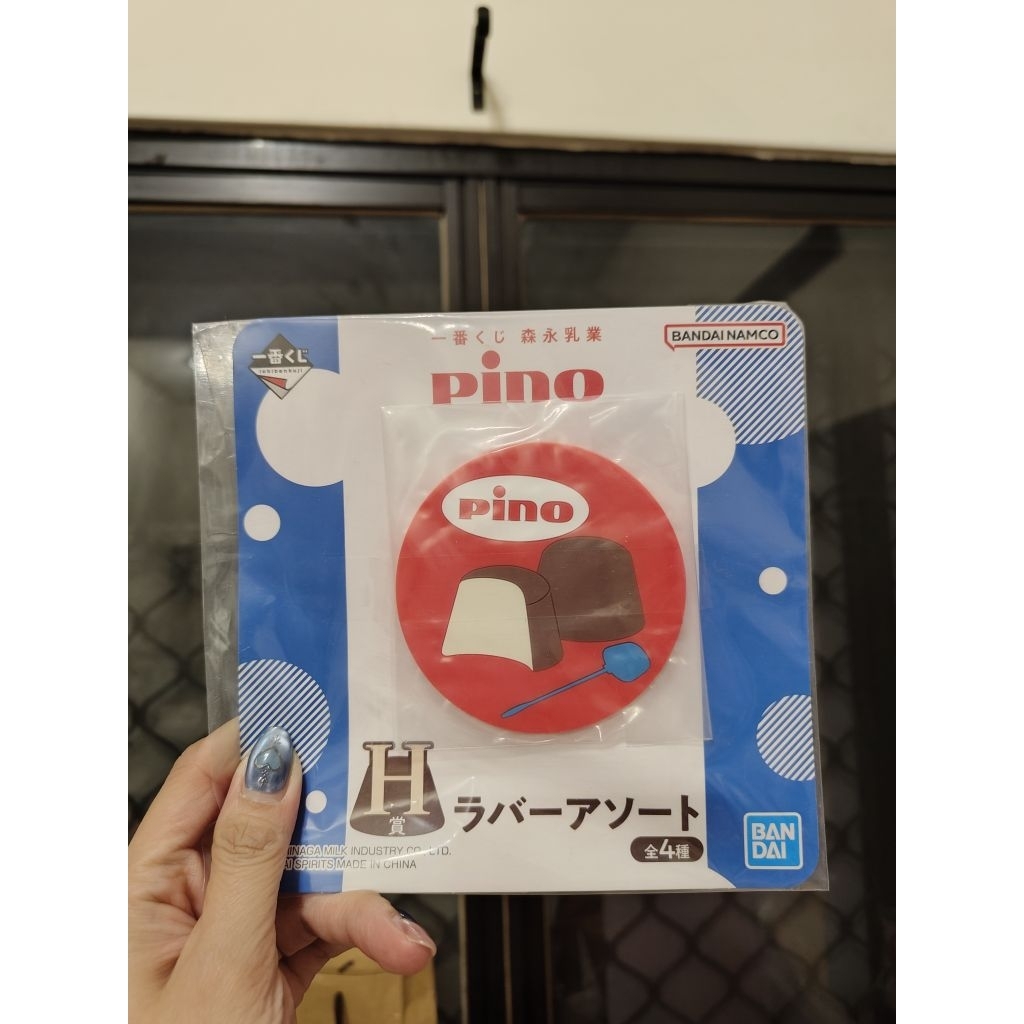 一番くじ
ichibankuji
一番くじ 森永乳業
BANDAI NAMCO
pino
pino
H
賞
ラバーアソート
全4種
BAN
DAI
INAGA MILK INDUSTRY CO., LTD.
AI SPIRITS MADE IN CHINA